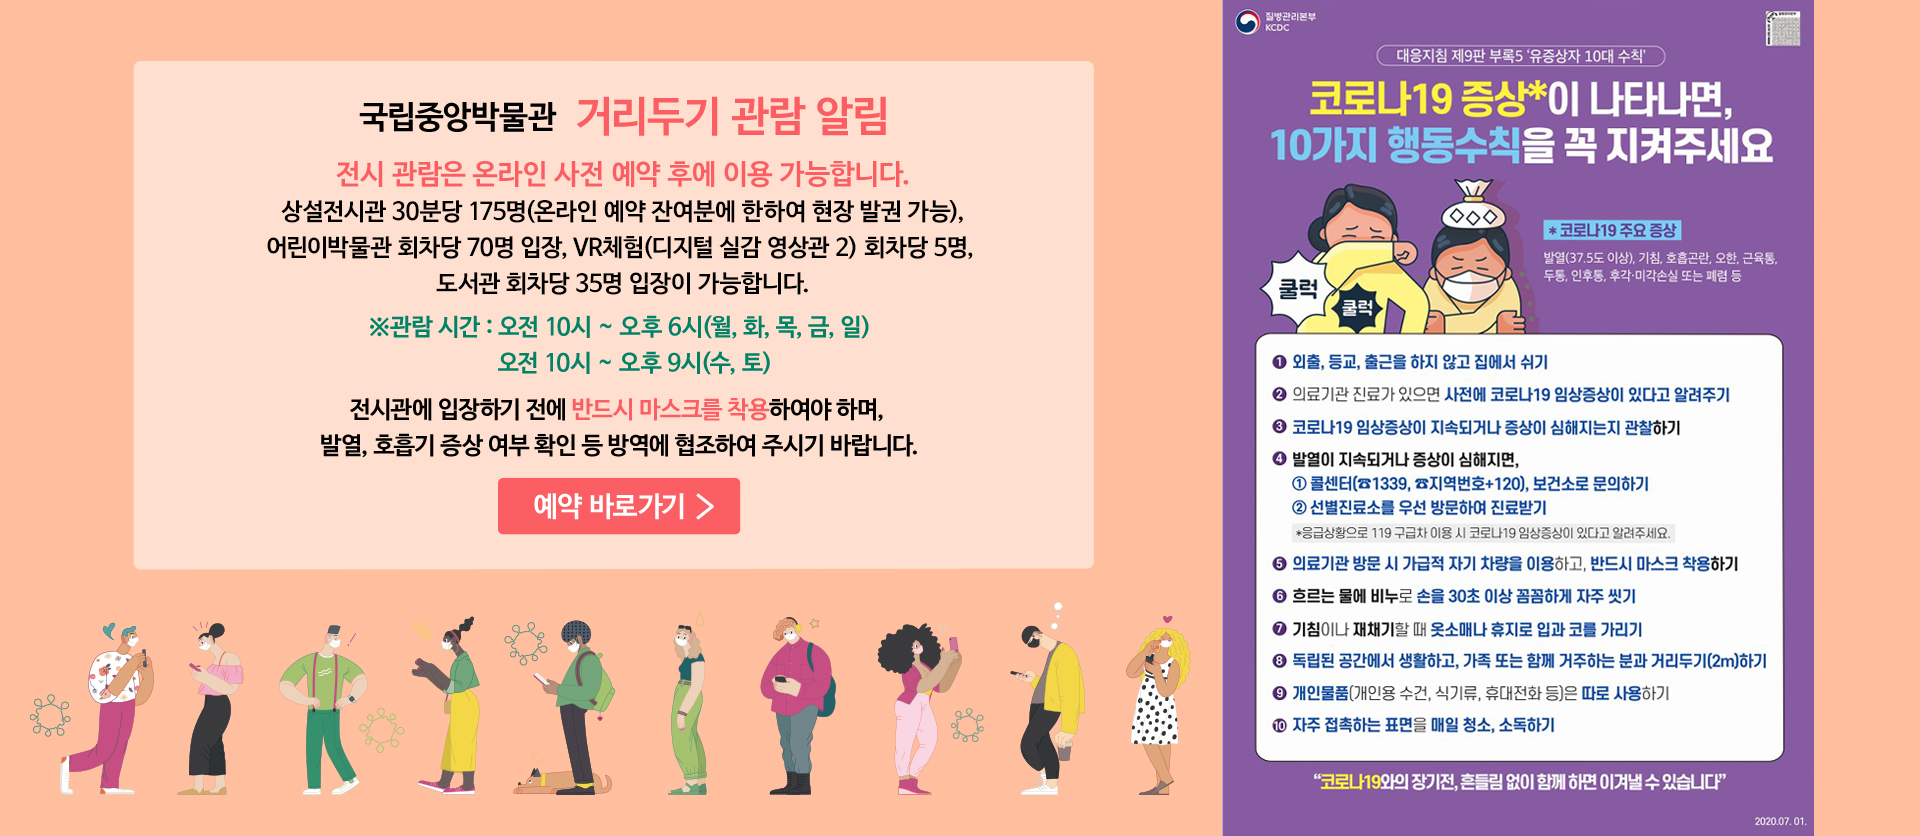 국립중앙박물관 거리두기 관람 알림
전시 관람은 온라인 사전 예약 후에 이용 가능합니다.
상설전시관 30분당 175명(온라인 예약 잔여분에 한하여 현장 발권 가능),
어린이박물관 회차당 70명 입장, VR체험(디지털 실감 영상관 2) 회차당 5명,
도서관 회차당 35명 입장이 가능합니다.
※관람 시간 : 오전 10시 ~ 오후 6시(월, 화, 목, 금, 일)
오전 10시 ~ 오후 9시(수, 토)
전시관에 입장하기 전에 반드시 마스크를 착용하여야 하며,
발열, 호흡기 증상 여부 확인 등 방역에 협조하여 주시기 바랍니다.
예약 바로가기 >
질병관리본부
KCDC
대응지침 제9판 부록5 ‘유증상자 10대 수칙’
코로나19 증상*이 나타나면,
10가지 행동수칙을 꼭 지켜주세요
* 코로나19 주요 증상
발열(37.5도 이상), 기침, 호흡곤란, 오한, 근육통,
두통, 인후통, 후각·미각손실 또는 폐렴 등
쿨럭
쿨럭
❶ 외출, 등교, 출근을 하지 않고 집에서 쉬기
❷ 의료기관 진료가 있으면 사전에 코로나19 임상증상이 있다고 알려주기
❸ 코로나19 임상증상이 지속되거나 증상이 심해지는지 관찰하기
❹ 발열이 지속되거나 증상이 심해지면,
① 콜센터(☎1339, ☎지역번호+120), 보건소로 문의하기
② 선별진료소를 우선 방문하여 진료받기
*응급상황으로 119 구급차 이용 시 코로나19 임상증상이 있다고 알려주세요.
❺ 의료기관 방문 시 가급적 자기 차량을 이용하고, 반드시 마스크 착용하기
❻ 흐르는 물에 비누로 손을 30초 이상 꼼꼼하게 자주 씻기
❼ 기침이나 재채기할 때 옷소매나 휴지로 입과 코를 가리기
❽ 독립된 공간에서 생활하고, 가족 또는 함께 거주하는 분과 거리두기(2m)하기
❾ 개인물품(개인용 수건, 식기류, 휴대전화 등)은 따로 사용하기
❿ 자주 접촉하는 표면을 매일 청소, 소독하기
“코로나19와의 장기전, 흔들림 없이 함께 하면 이겨낼 수 있습니다”
2020.07. 01.